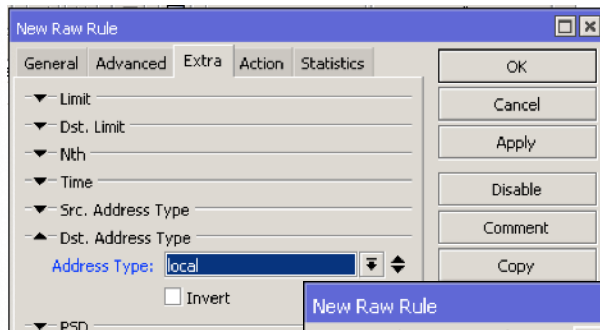 New Raw Rule
General Advanced Extra Action Statistics
OK
Limit
Cancel
Dst. Limit
Apply
Nth
Time
Disable
Src. Address Type
Comment
Dst. Address Type
Address Type: local
Copy
Invert
New Raw Rule
PSD